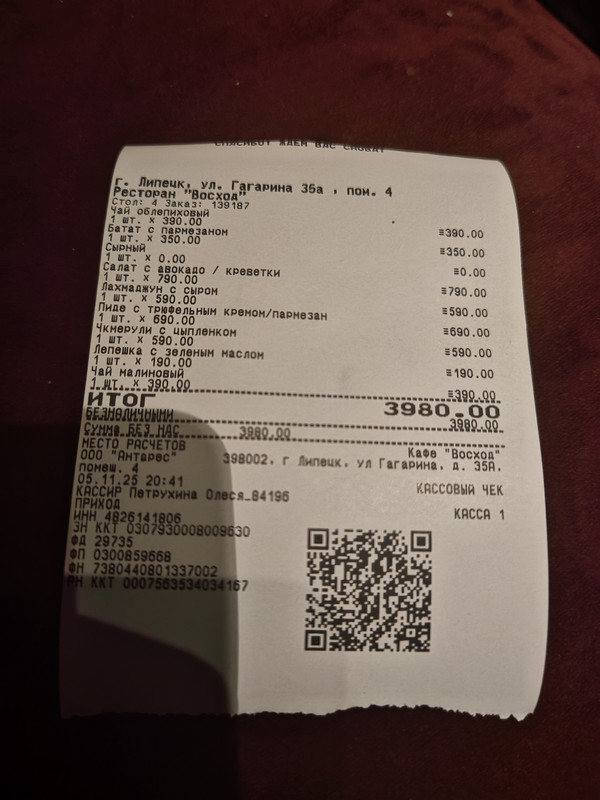 СПАСИБО! ЖДЕМ ВАС СНОВА!
г. Липецк, ул. Гагарина 35а , пом. 4
Ресторан "Восход"
Стол: 4 Заказ: 139187
Чай облепиховый
1 шт. X 390.00 ≡390.00
Батат с пармезаном
1 шт. X 350.00 ≡350.00
Сырный
1 шт. X 0.00 ≡0.00
Салат с авокадо / креветки
1 шт. X 790.00 ≡790.00
Лахмаджун с сыром
1 шт. X 590.00 ≡590.00
Пиде с трюфельным кремом/пармезан
1 шт. X 690.00 ≡690.00
Чкмерули с цыпленком
1 шт. X 590.00 ≡590.00
Лепешка с зеленым маслом
1 шт. X 190.00 ≡190.00
Чай малиновый
1 шт. X 390.00 ≡390.00
ИТОГ 3980.00
БЕЗНАЛИЧНЫМИ 3980.00
Сумма БЕЗ НДС 3980.00
МЕСТО РАСЧЕТОВ Кафе "Восход"
ООО "Антарес" 398002, г Липецк, ул Гагарина, д. 35А,
помещ. 4
05.11.25 20:41 КАССОВЫЙ ЧЕК
КАССИР Петрухина Олеся_84196
ПРИХОД КАССА 1
ИНН 4826141806
ЗН ККТ 0307930008009630
ФД 29735
ФП 0300859668
ФН 7380440801337002
РН ККТ 0007563534034167